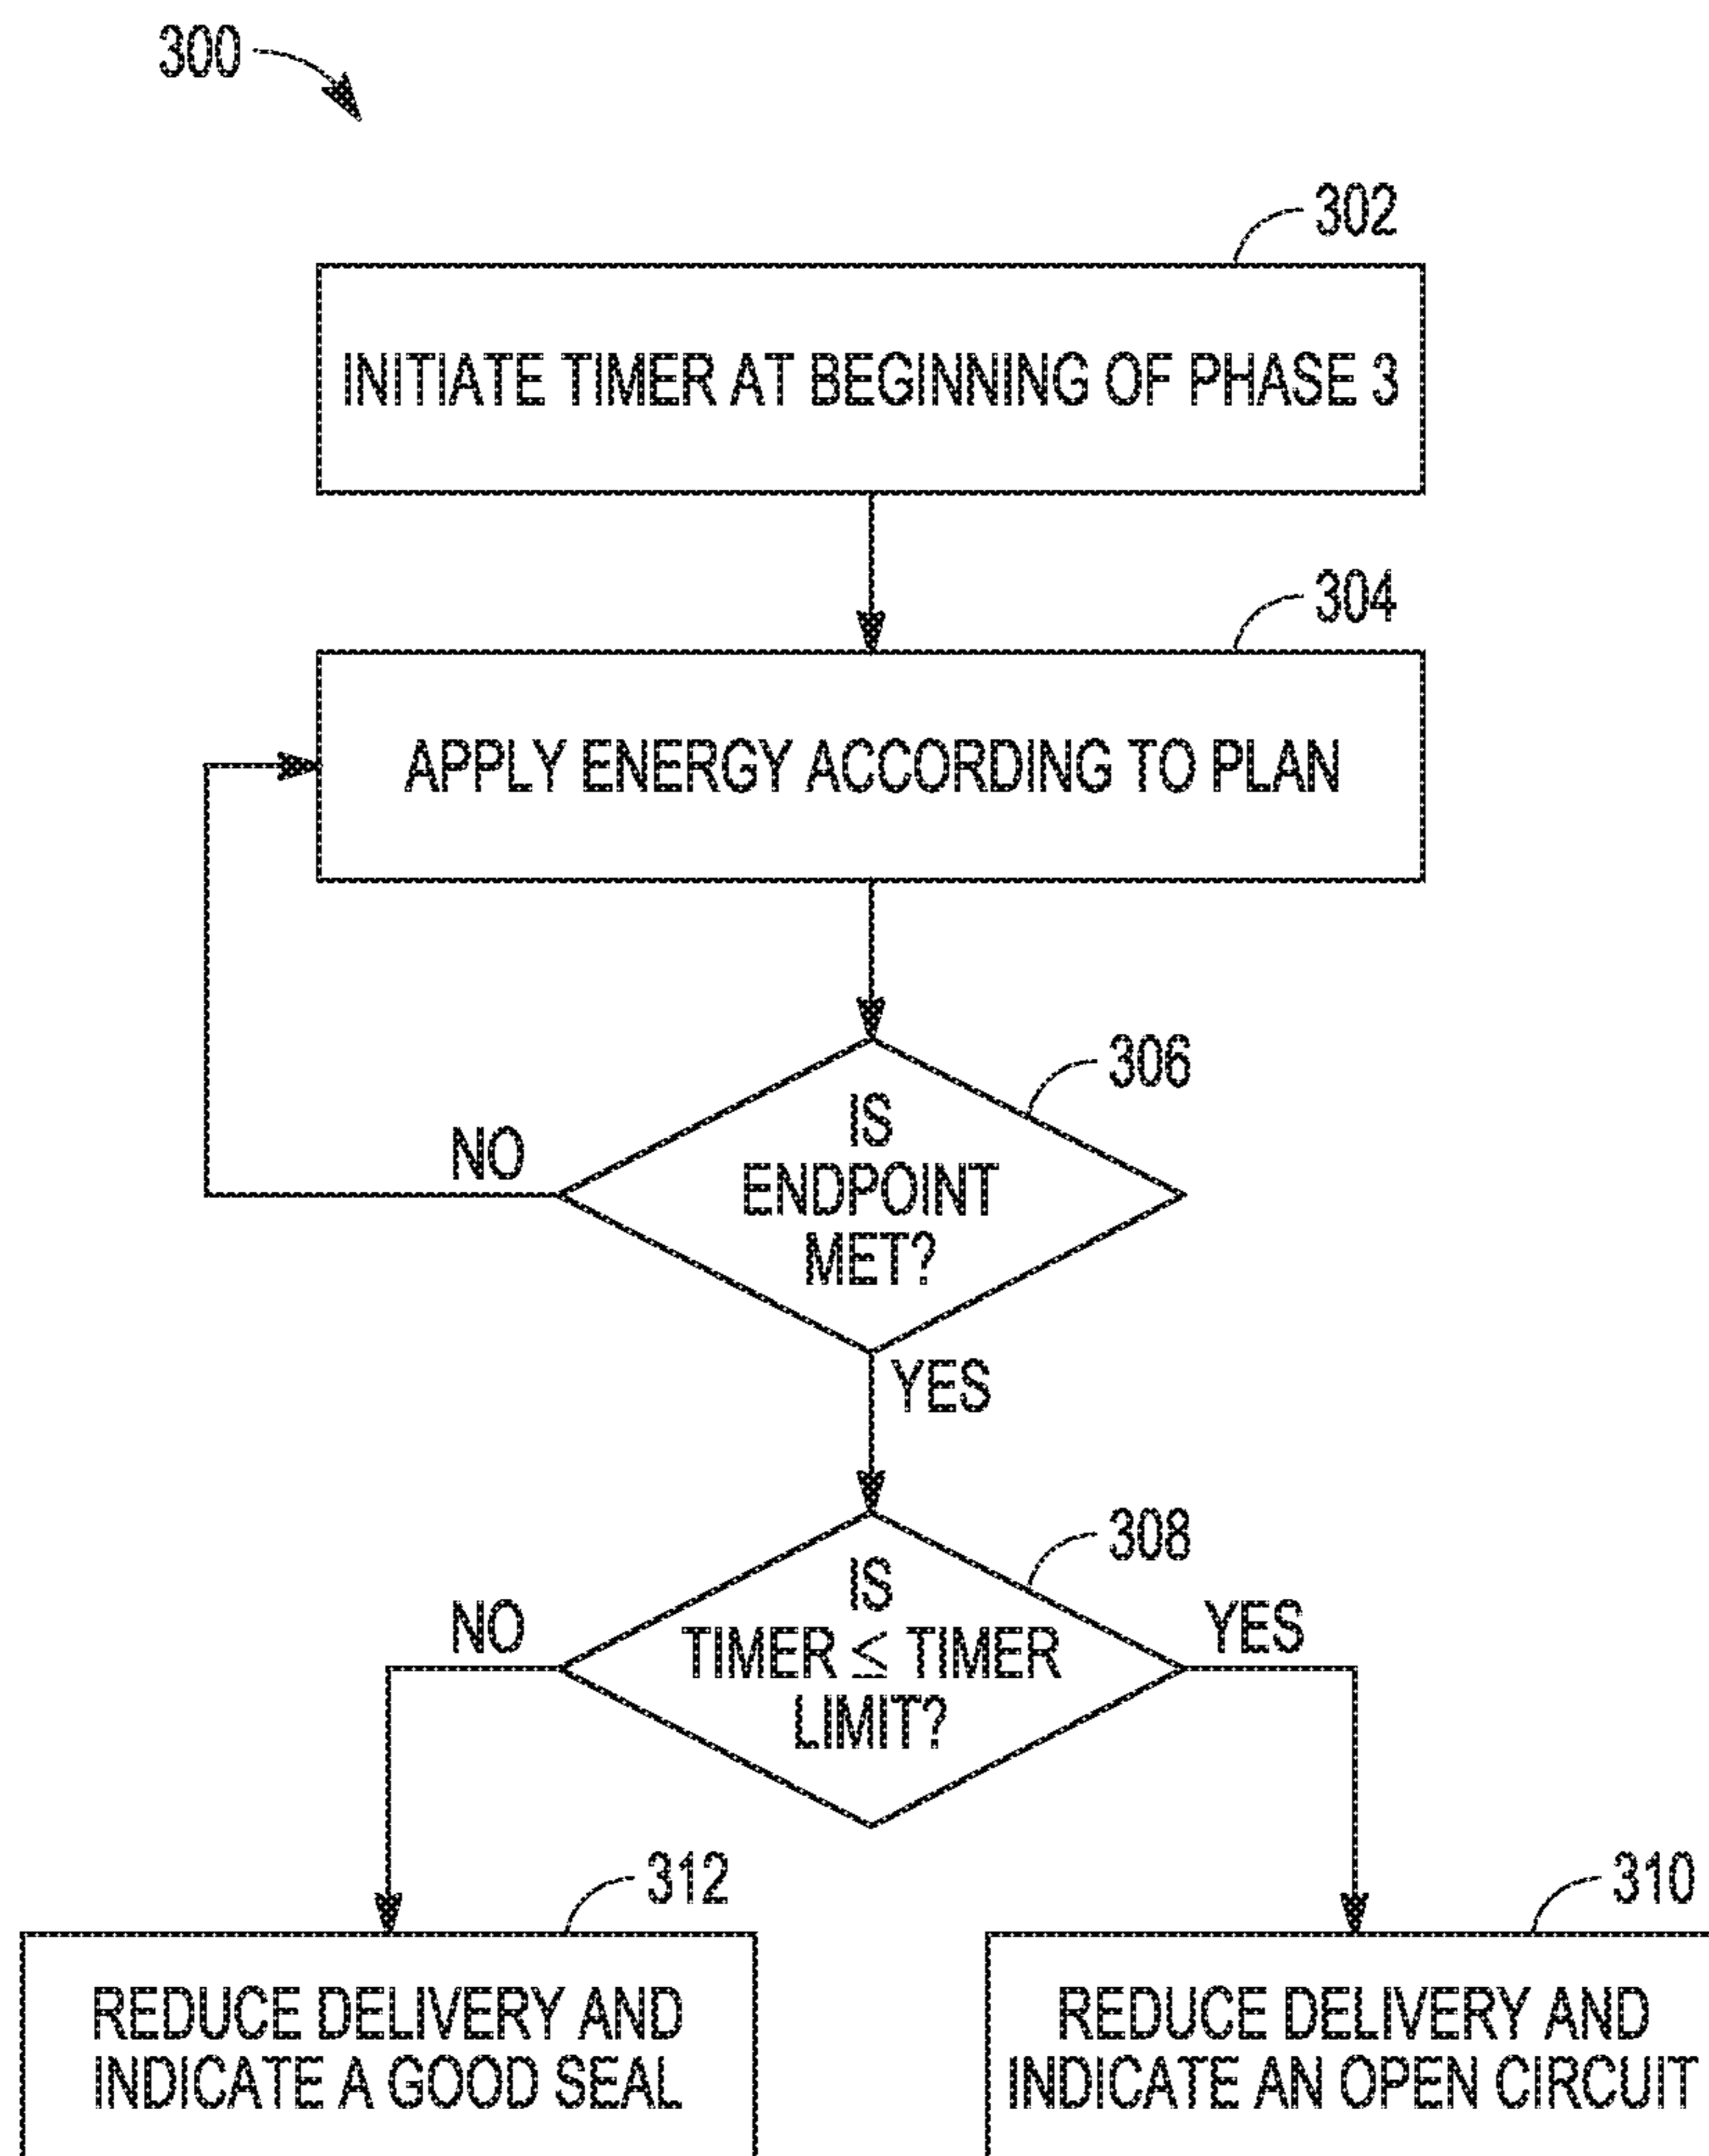 300
302
INITIATE TIMER AT BEGINNING OF PHASE 3
304
APPLY ENERGY ACCORDING TO PLAN
306
IS
ENDPOINT
MET?
NO
YES
308
IS
TIMER ≤ TIMER
LIMIT?
NO
YES
312
REDUCE DELIVERY AND
INDICATE A GOOD SEAL
310
REDUCE DELIVERY AND
INDICATE AN OPEN CIRCUIT